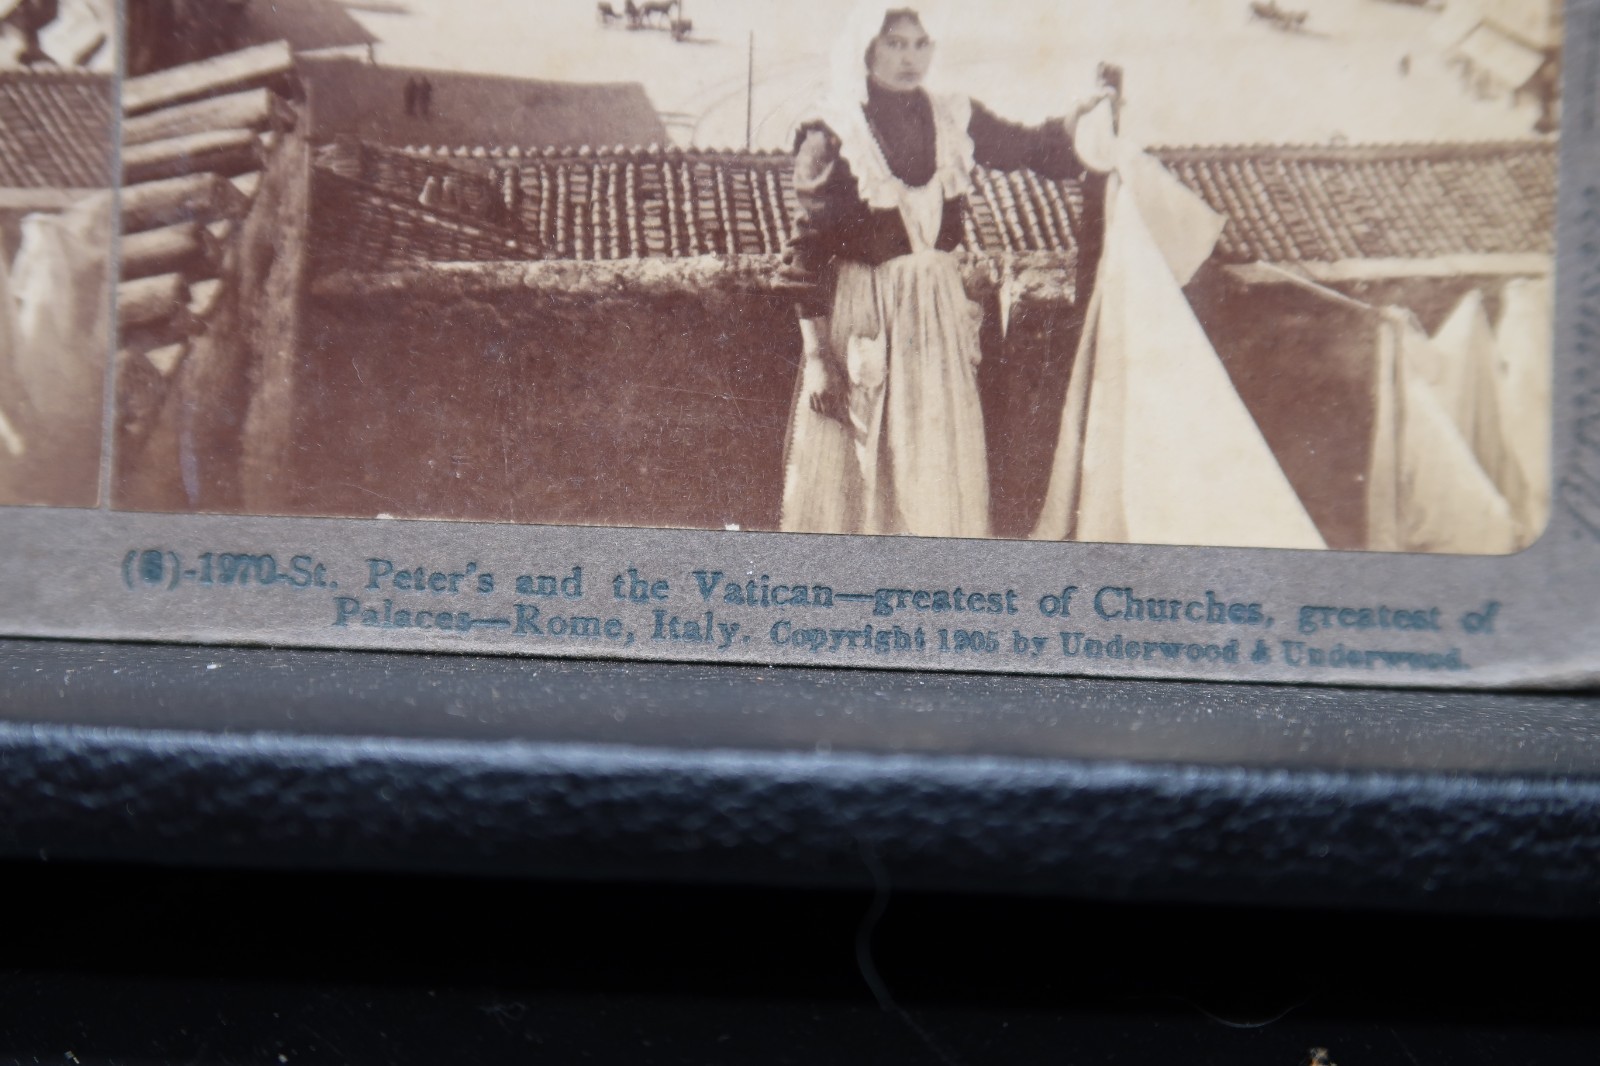 (8)-1970-St. Peter's and the Vatican—greatest of Churches, greatest of
Palaces—Rome, Italy. Copyright 1905 by Underwood & Underwood.